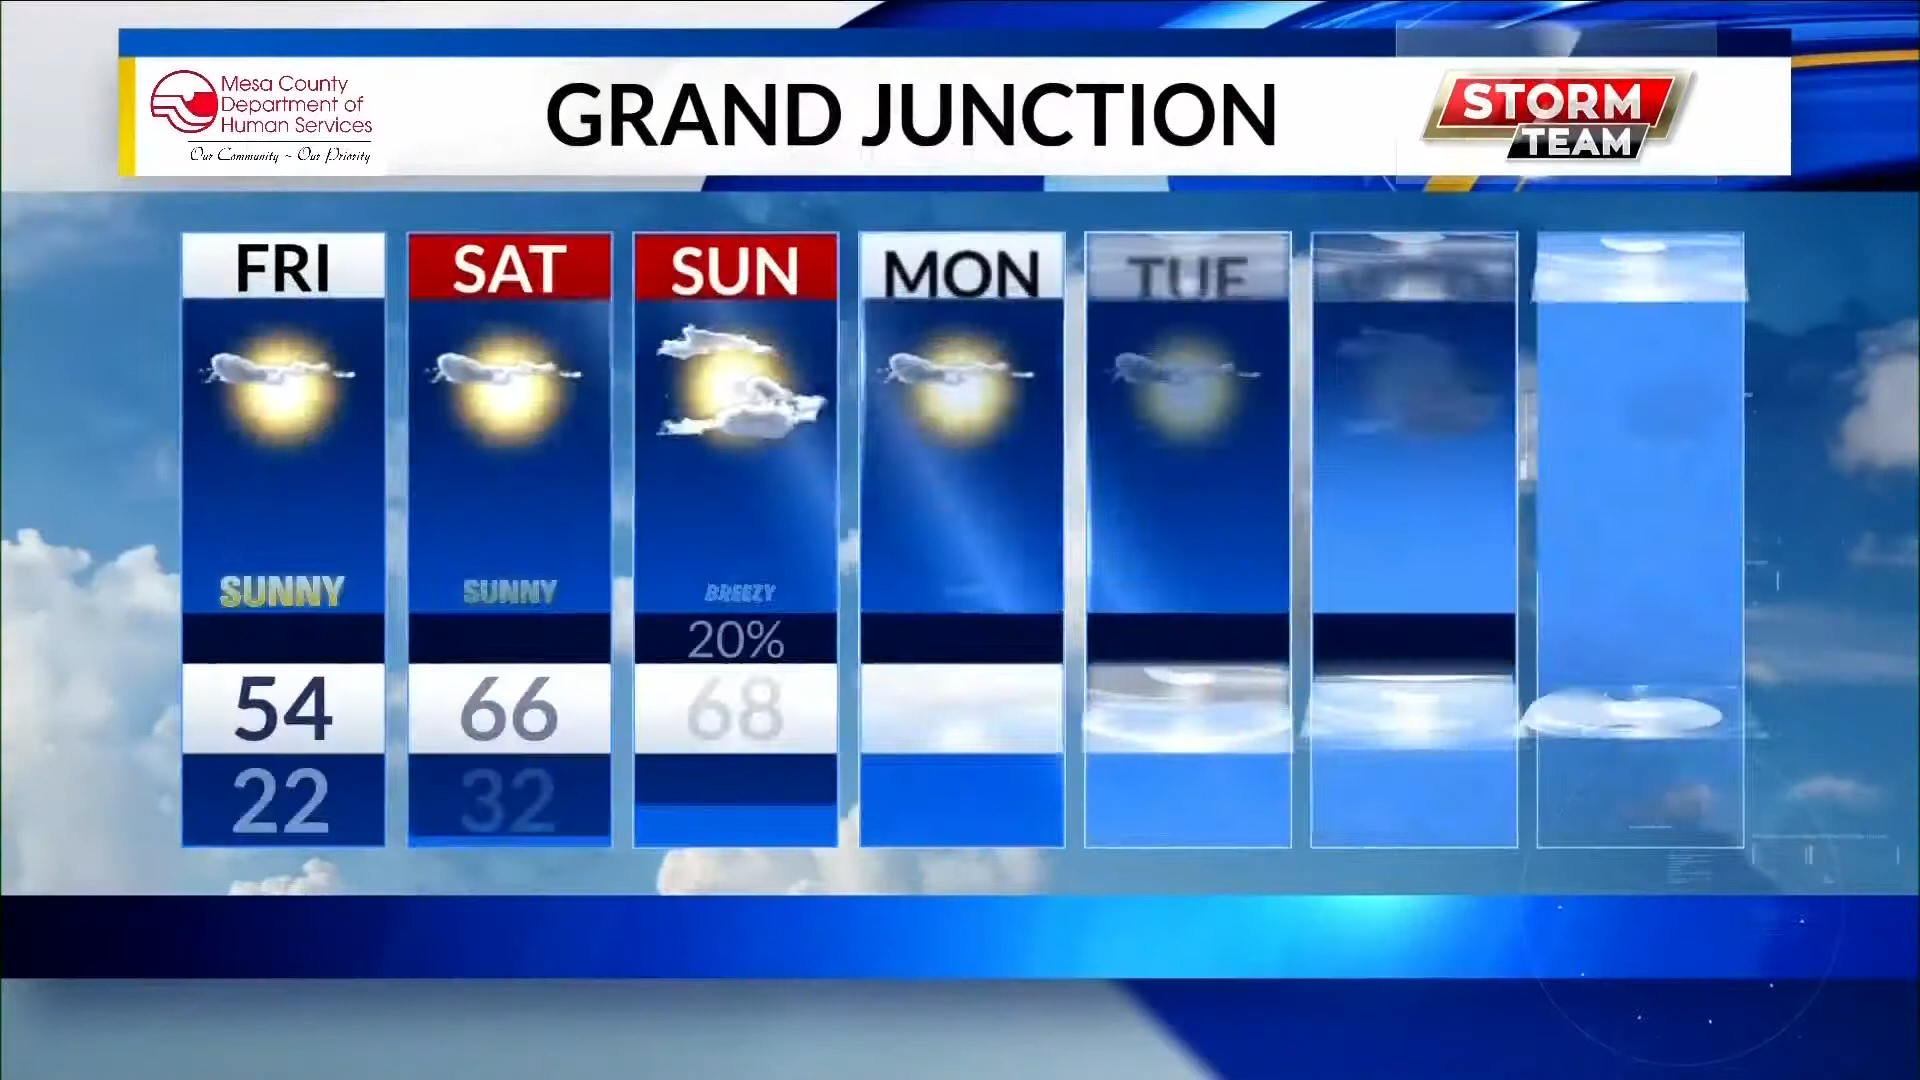 Mesa County
Department of
Human Services
Our Community ~ Our Priority
GRAND JUNCTION
STORM
TEAM
FRI
SAT
SUN
MON
TUE
SUNNY
SUNNY
BREEZY
20%
54
66
68
22
32